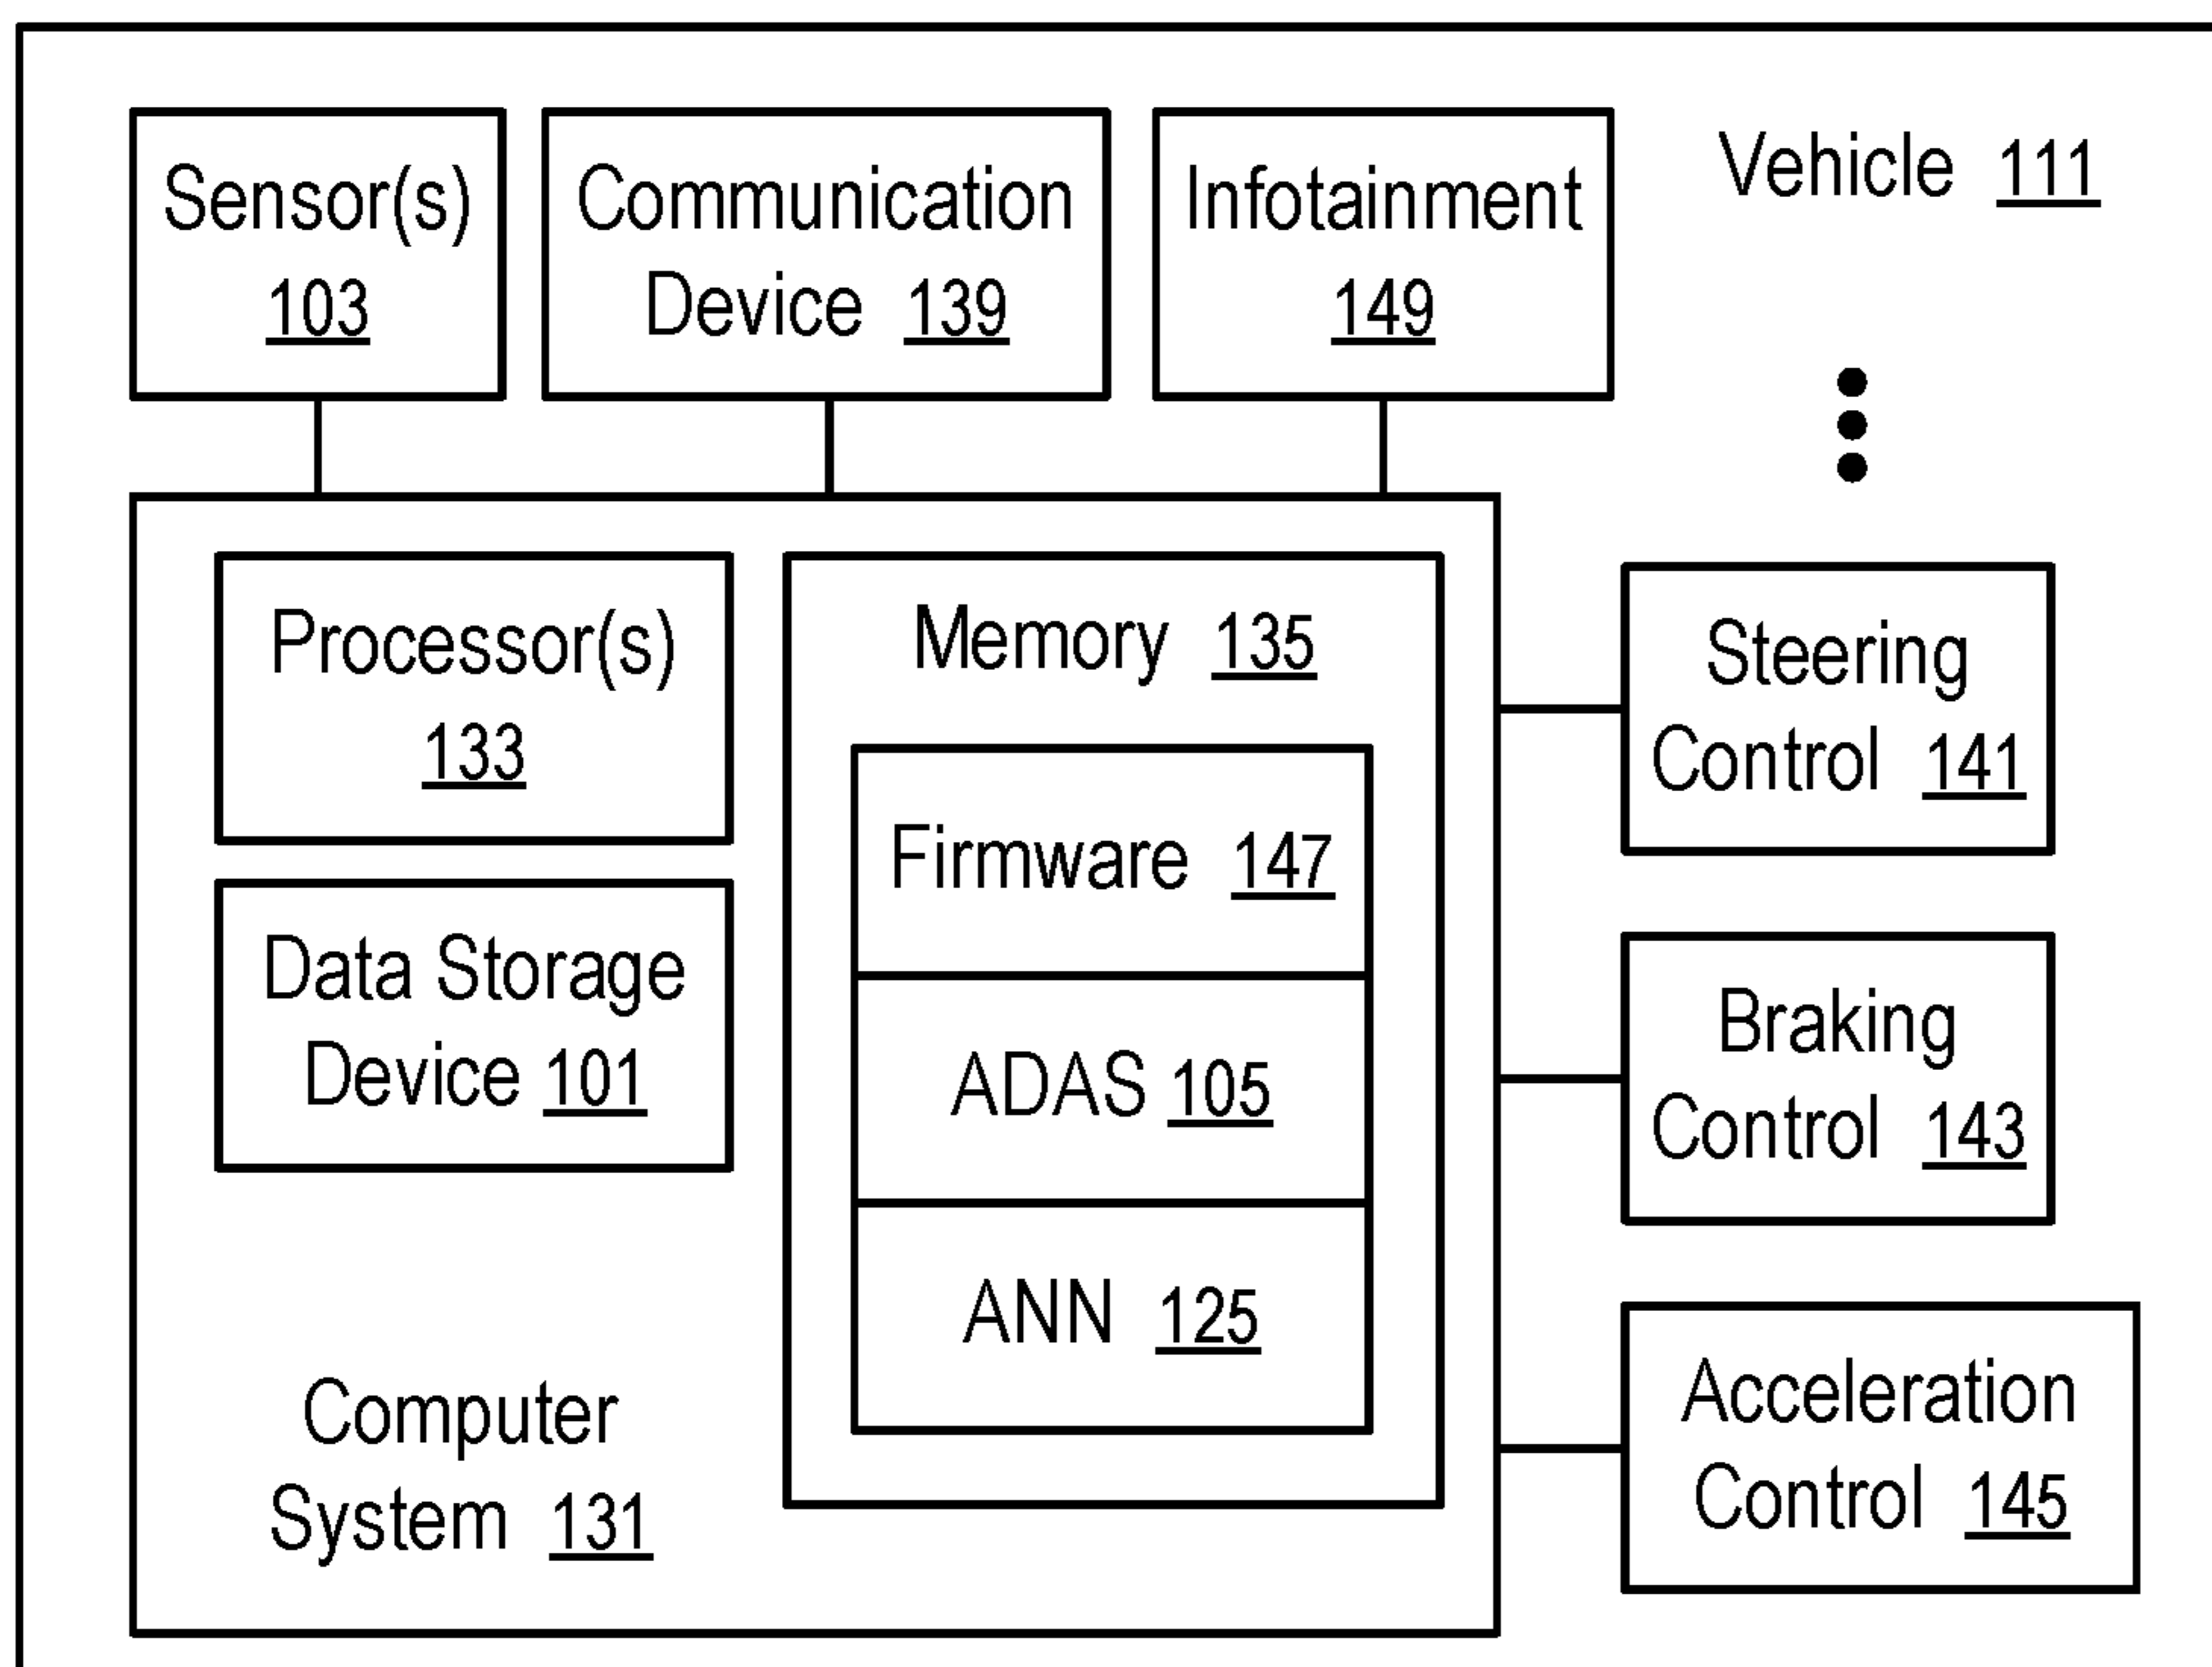 Sensor(s)
103
Communication
Device 139
Infotainment
149
Vehicle 111
Processor(s)
133
Data Storage
Device 101
Computer
System 131
Memory 135
Firmware 147
ADAS 105
ANN 125
Steering
Control 141
Braking
Control 143
Acceleration
Control 145